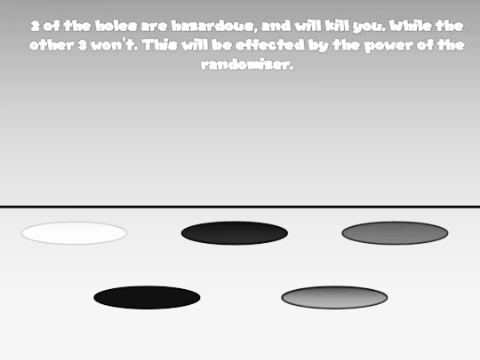 2 of the holes are hazardous, and will kill you. While the
other 3 won't. This will be effected by the power of the
randomizer.